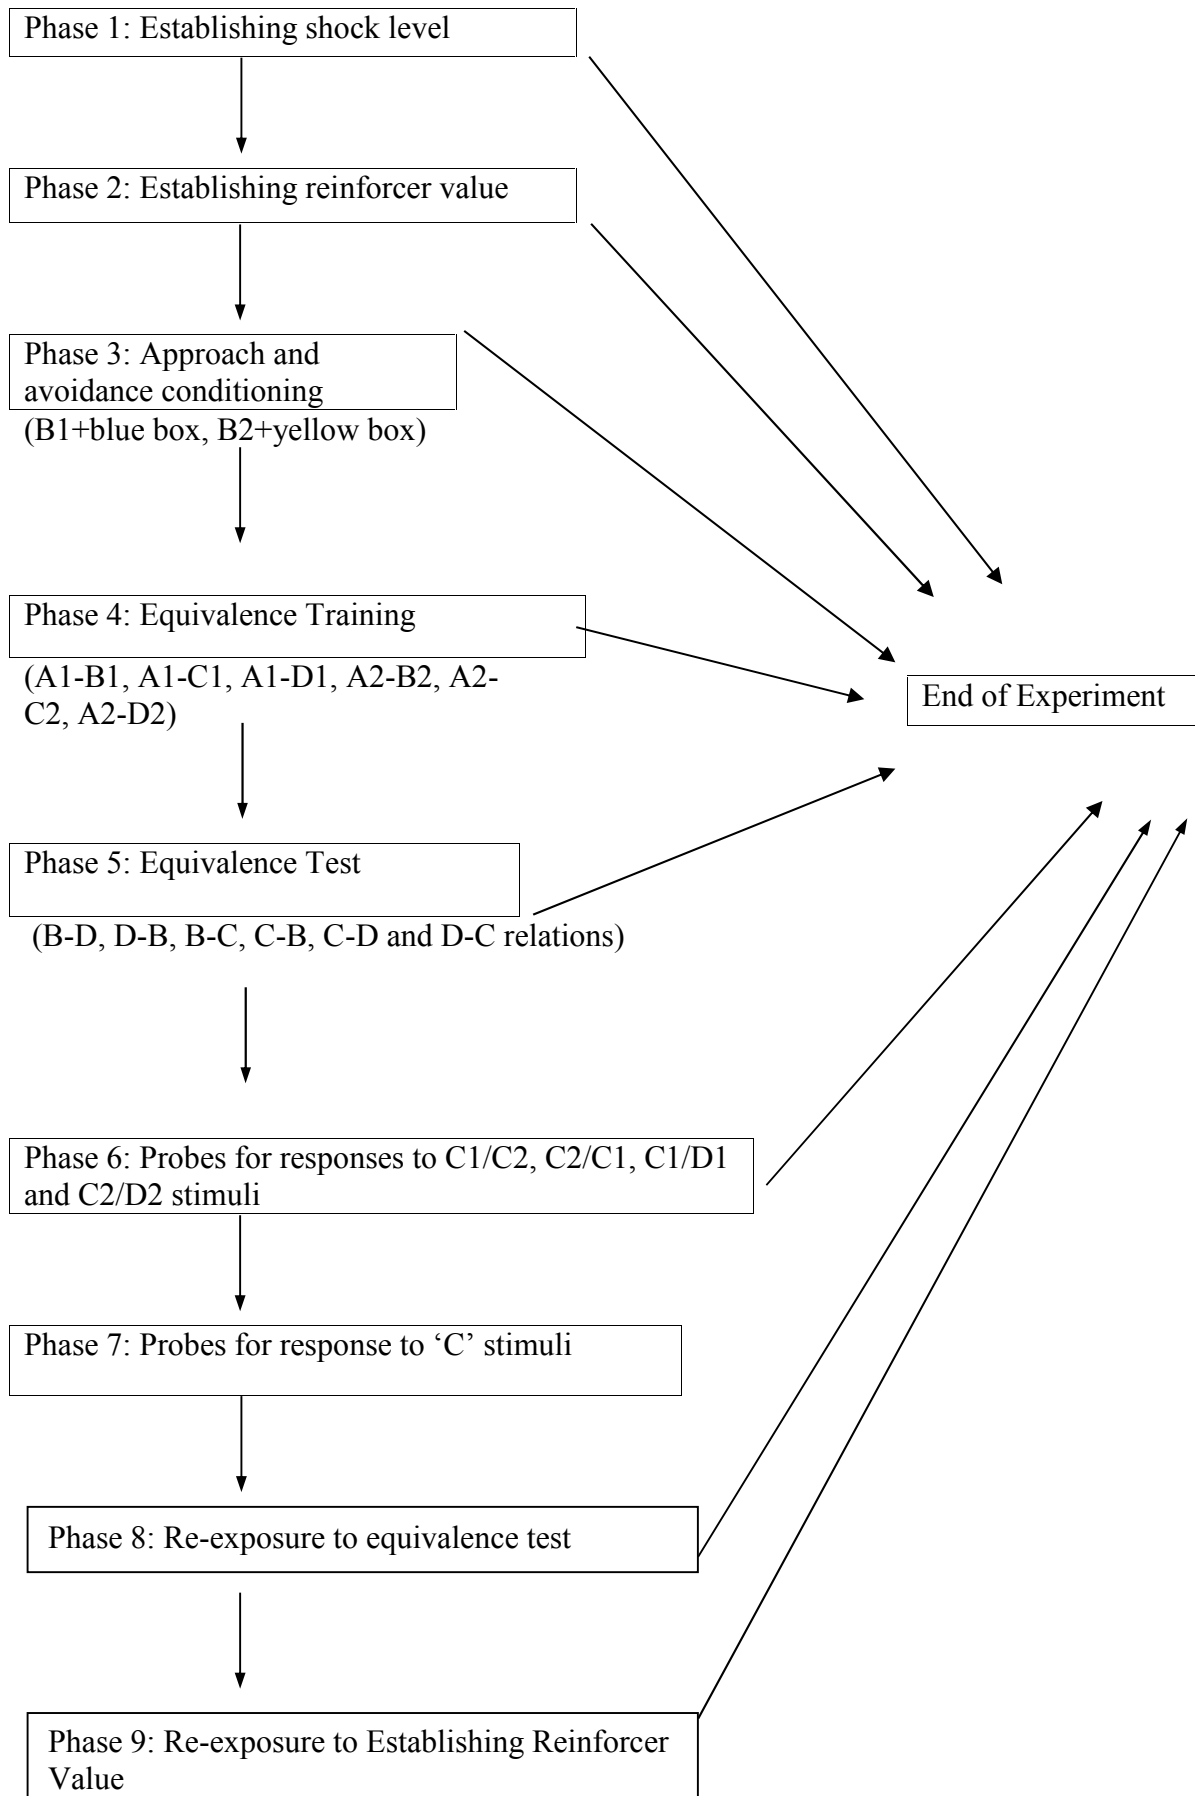 Phase 1: Establishing shock level
Phase 2: Establishing reinforcer value
Phase 3: Approach and
avoidance conditioning
(B1+blue box, B2+yellow box)
Phase 4: Equivalence Training
(A1-B1, A1-C1, A1-D1, A2-B2, A2-
C2, A2-D2)
End of Experiment
Phase 5: Equivalence Test
(B-D, D-B, B-C, C-B, C-D and D-C relations)
Phase 6: Probes for responses to C1/C2, C2/C1, C1/D1
and C2/D2 stimuli
Phase 7: Probes for response to ‘C’ stimuli
Phase 8: Re-exposure to equivalence test
Phase 9: Re-exposure to Establishing Reinforcer
Value